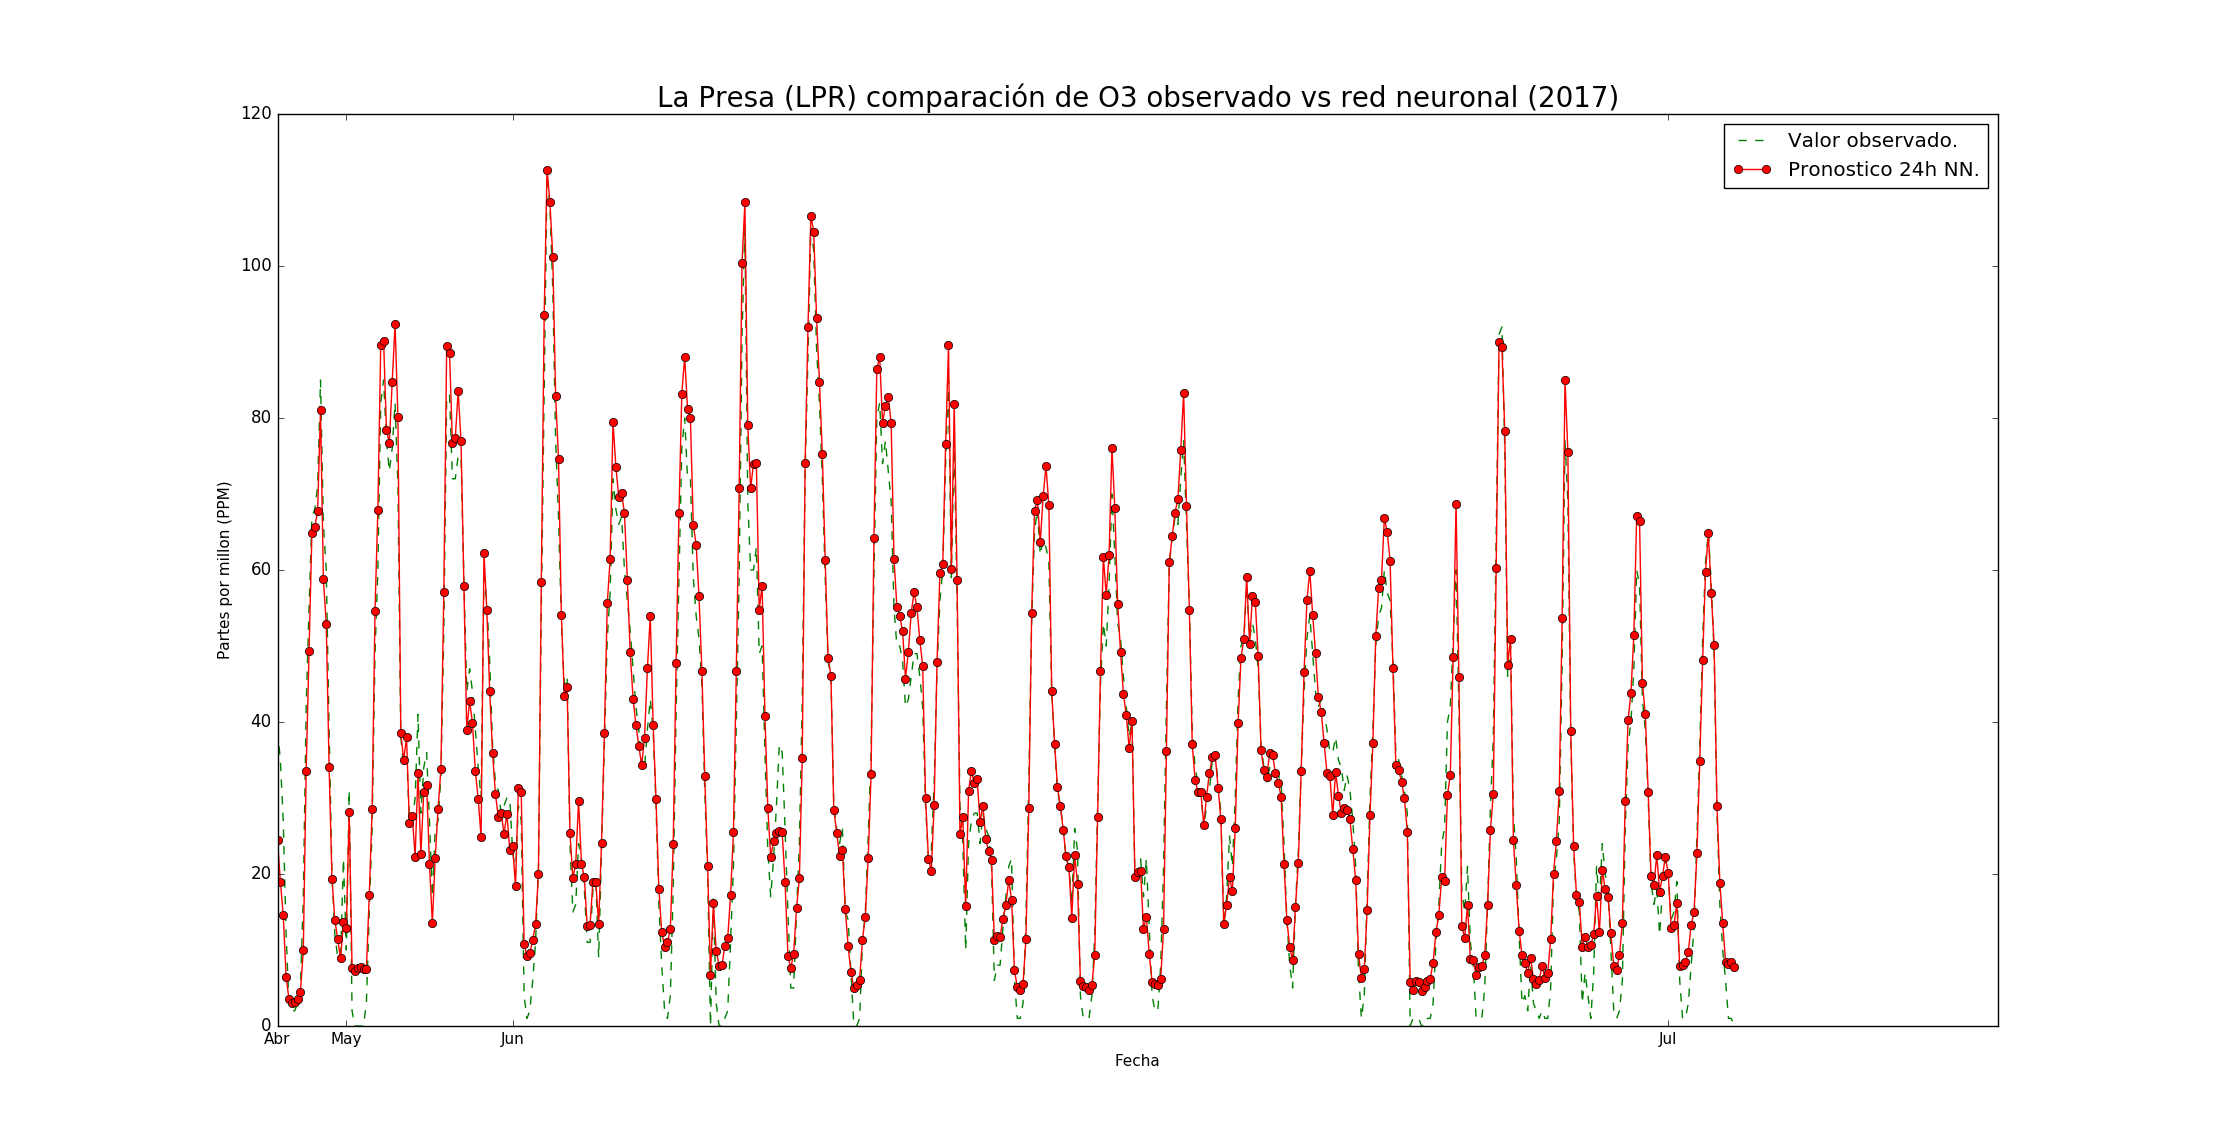 La Presa (LPR) comparación de O3 observado vs red neuronal (2017)
Valor observado.
Pronostico 24h NN.
Partes por millon (PPM)
120
100
80
60
40
20
0
Abr May Jun Jul
Fecha